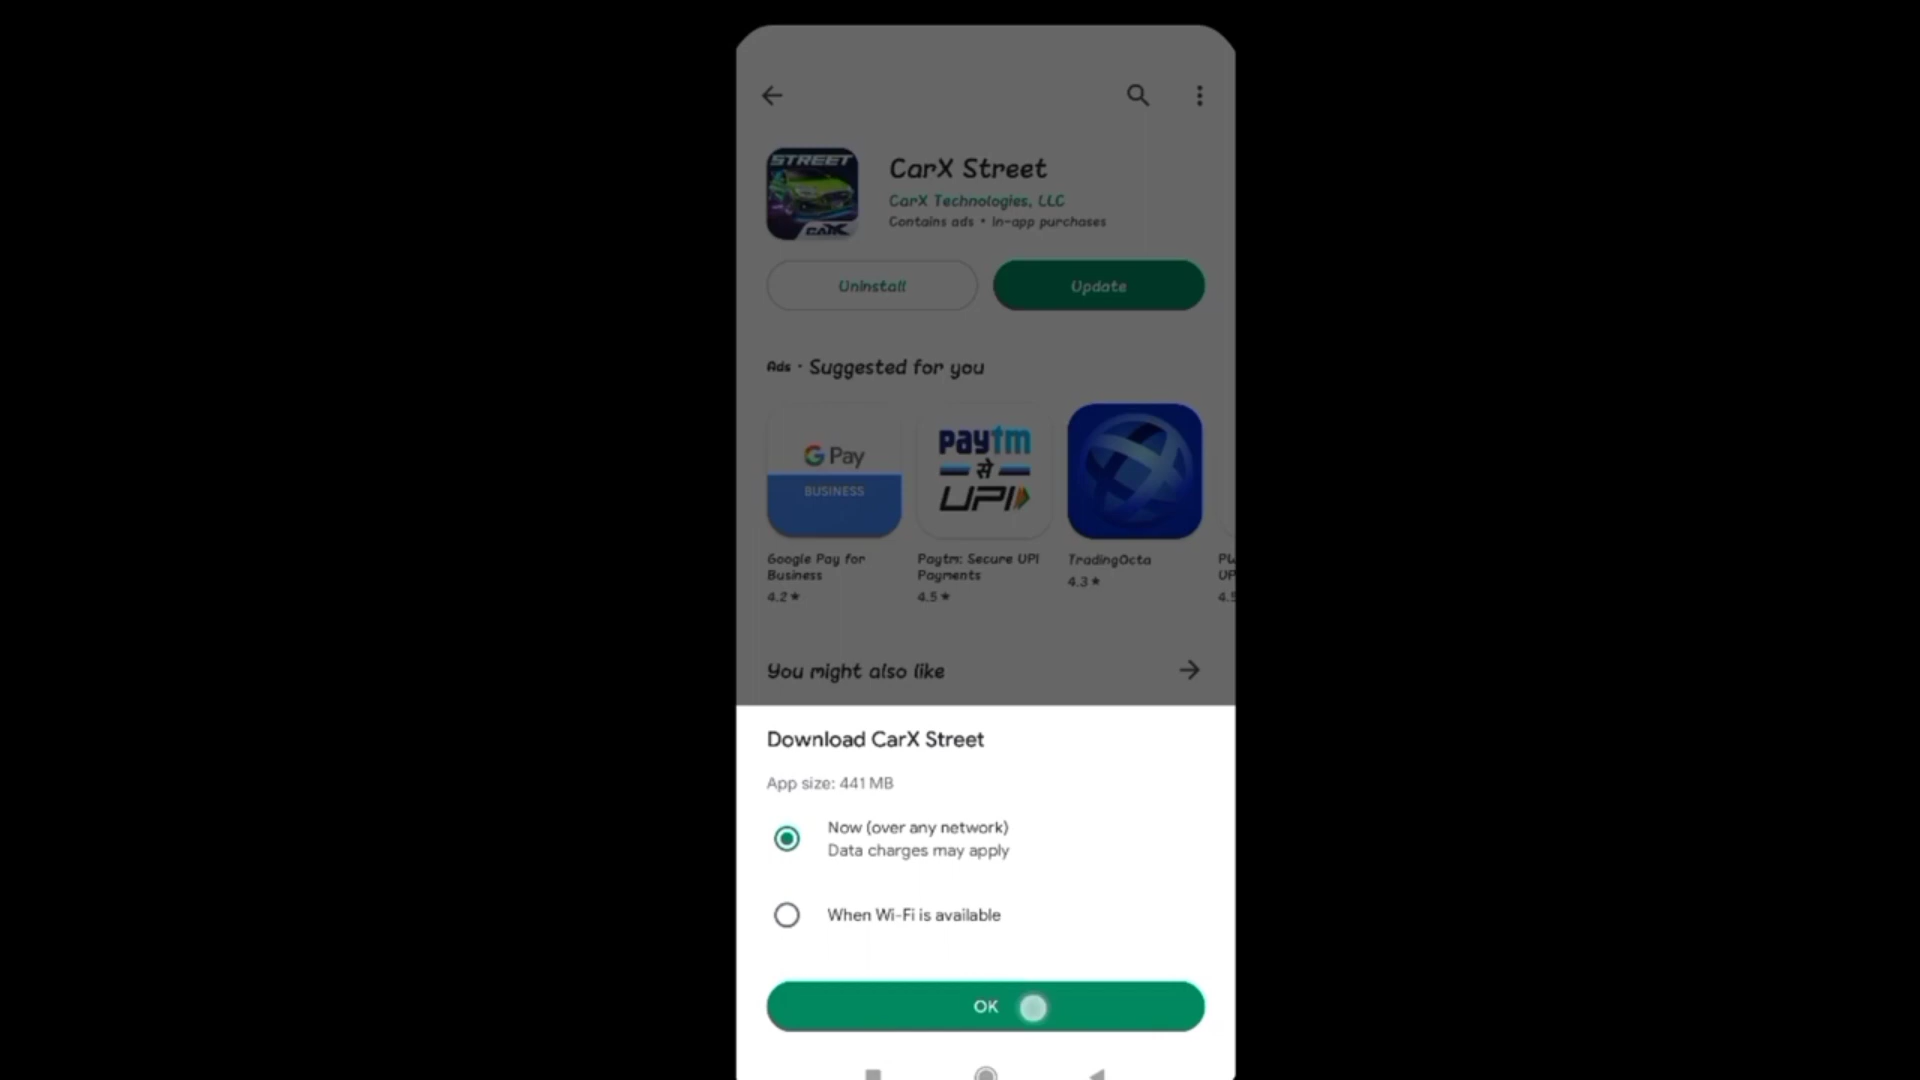 STREET
CARX
CarX Street
CarX Technologies, LLC
Contains ads • In-app purchases
Uninstall
Update
Ads · Suggested for you
G Pay
BUSINESS
paytm
से
UPI
Google Pay for
Business
4.2 ★
Paytm: Secure UPI
Payments
4.5 ★
TradingOcta
4.3 ★
UP
4.5
You might also like
Download CarX Street
App size: 441 MB
Now (over any network)
Data charges may apply
When Wi-Fi is available
OK